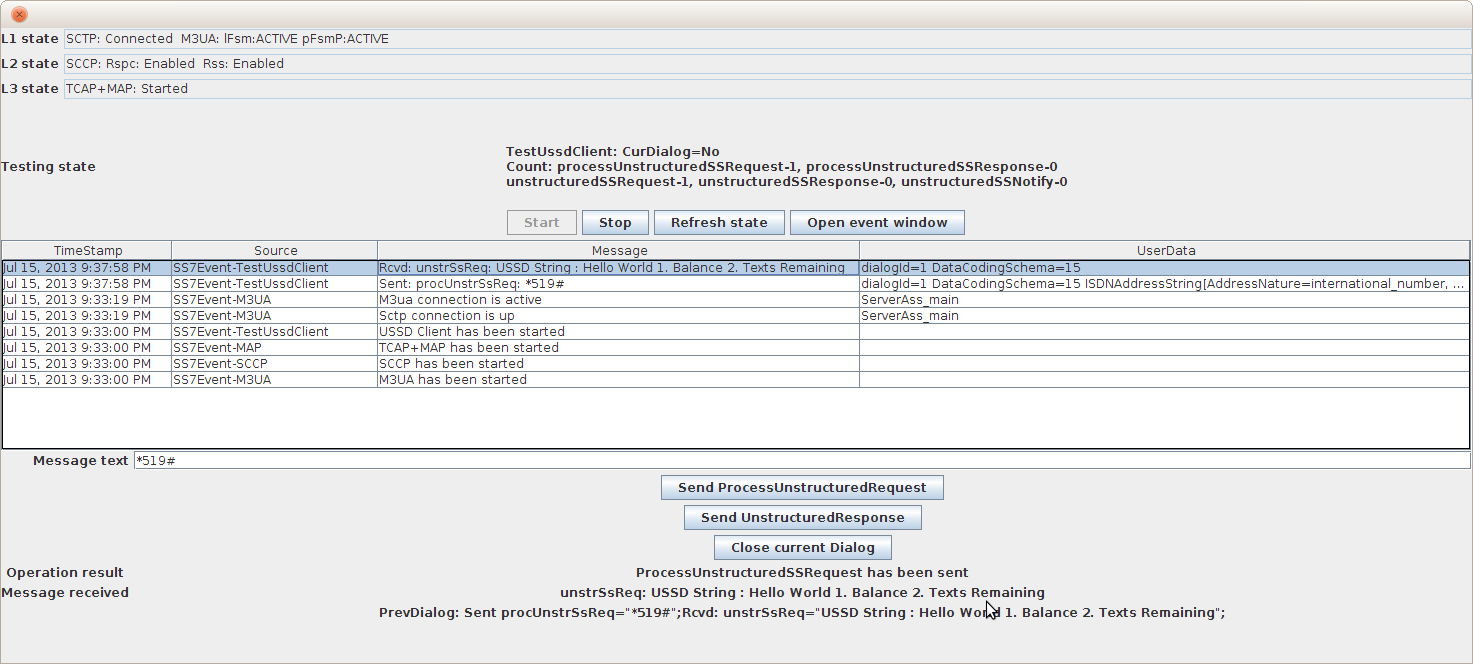 L1 state SCTP: Connected M3UA: lFsm:ACTIVE pFsmP:ACTIVE
L2 state SCCP: Rspc: Enabled Rss: Enabled
L3 state TCAP+MAP: Started
TestUssdClient: CurDialog=No
Testing state Count: processUnstructuredSSRequest-1, processUnstructuredSSResponse-0
unstructuredSSRequest-1, unstructuredSSResponse-0, unstructuredSSNotify-0
Start Stop Refresh state Open event window
TimeStamp Source Message UserData
Jul 15, 2013 9:37:58 PM SS7Event-TestUssdClient Rcvd: unstrSsReq: USSD String : Hello World 1. Balance 2. Texts Remaining dialogId=1 DataCodingSchema=15
Jul 15, 2013 9:37:58 PM SS7Event-TestUssdClient Sent: procUnstrSsReq: *519# dialogId=1 DataCodingSchema=15 ISDNAddressString[AddressNature=international_number, ...
Jul 15, 2013 9:33:19 PM SS7Event-M3UA M3ua connection is active ServerAss_main
Jul 15, 2013 9:33:19 PM SS7Event-M3UA Sctp connection is up ServerAss_main
Jul 15, 2013 9:33:00 PM SS7Event-TestUssdClient USSD Client has been started
Jul 15, 2013 9:33:00 PM SS7Event-MAP TCAP+MAP has been started
Jul 15, 2013 9:33:00 PM SS7Event-SCCP SCCP has been started
Jul 15, 2013 9:33:00 PM SS7Event-M3UA M3UA has been started
Message text *519#
Send ProcessUnstructuredRequest
Send UnstructuredResponse
Close current Dialog
Operation result ProcessUnstructuredSSRequest has been sent
Message received unstrSsReq: USSD String : Hello World 1. Balance 2. Texts Remaining
PrevDialog: Sent procUnstrSsReq="*519#";Rcvd: unstrSsReq="USSD String : Hello World 1. Balance 2. Texts Remaining";